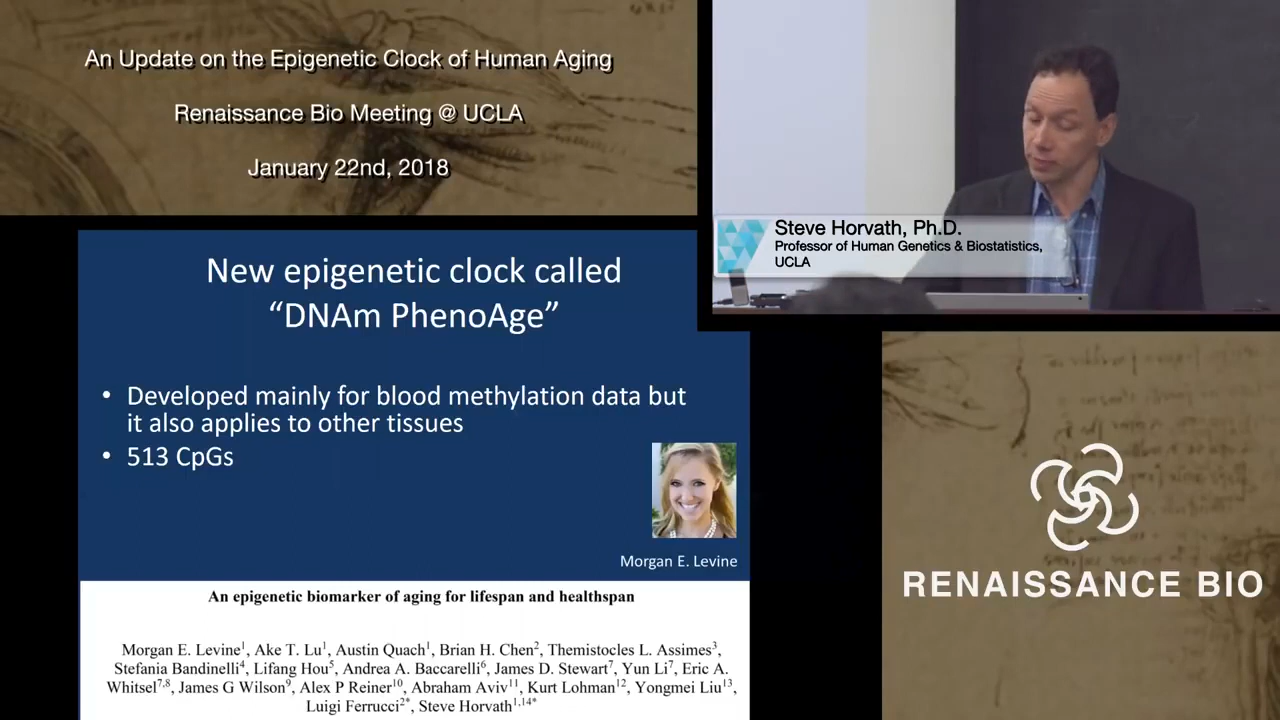 An Update on the Epigenetic Clock of Human Aging
Renaissance Bio Meeting @ UCLA
January 22nd, 2018
Steve Horvath, Ph.D.
Professor of Human Genetics & Biostatistics,
UCLA
New epigenetic clock called
“DNAm PhenoAge”
• Developed mainly for blood methylation data but
it also applies to other tissues
• 513 CpGs
Morgan E. Levine
An epigenetic biomarker of aging for lifespan and healthspan
Morgan E. Levine¹, Ake T. Lu¹, Austin Quach¹, Brian H. Chen², Themistocles L. Assimes³,
Stefania Bandinelli⁴, Lifang Hou⁵, Andrea A. Baccarelli⁶, James D. Stewart⁷, Yun Li⁷, Eric A.
Whitsel⁷,⁸, James G Wilson⁹, Alex P Reiner¹⁰, Abraham Aviv¹¹, Kurt Lohman¹², Yongmei Liu¹³,
Luigi Ferrucci²*, Steve Horvath¹,¹⁴*
RENAISSANCE BIO